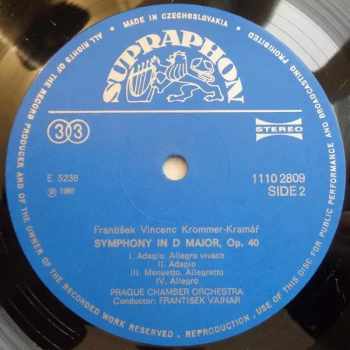 MADE IN CZECHOSLOVAKIA
ALL RIGHTS OF THE RECORD PRODUCER AND OF THE OWNER OF THE RECORDED WORK RESERVED . REPRODUCTION . USE OF THIS RECORD FOR PUBLIC PERFORMANCE AND BROADCASTING PROHIBITED
SUPRAPHON
33
STEREO
E 5238
1110 2809
SIDE 2
František Vincenc Krommer-Kramář
SYMPHONY IN D MAJOR, Op. 40
I. Adagio. Allegro vivace
II. Adagio
III. Menuetto. Allegretto
IV. Allegro
PRAGUE CHAMBER ORCHESTRA
Conductor: FRANTIŠEK VAJNAR